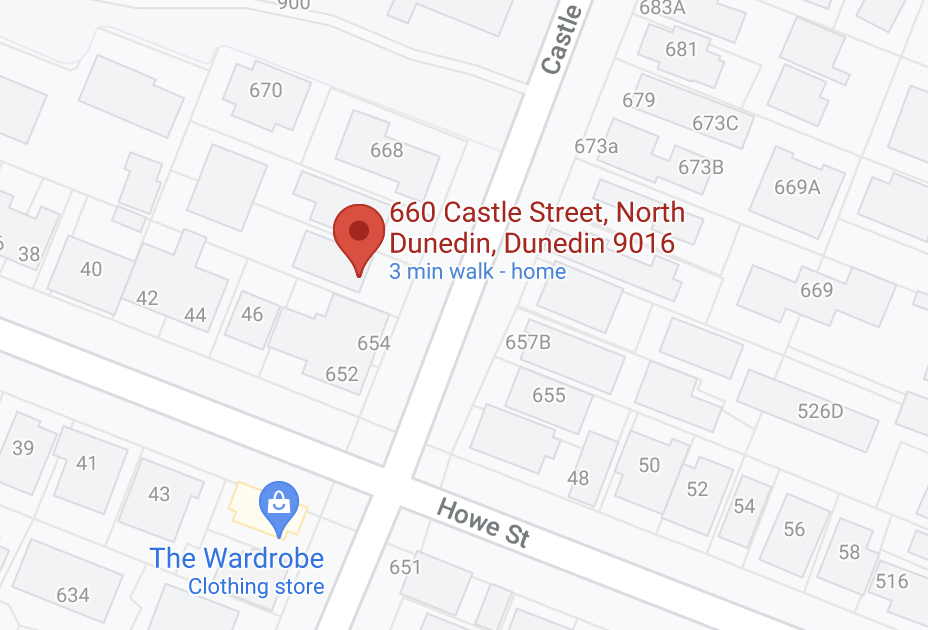 900
Castle
683A
681
670
679
673C
668
673a
673B
669A
660 Castle Street, North
Dunedin, Dunedin 9016
3 min walk - home
38
40
42
44
46
669
654
652
657B
655
526D
39
41
43
48
50
52
54
56
58
516
Howe St
The Wardrobe
Clothing store
651
634